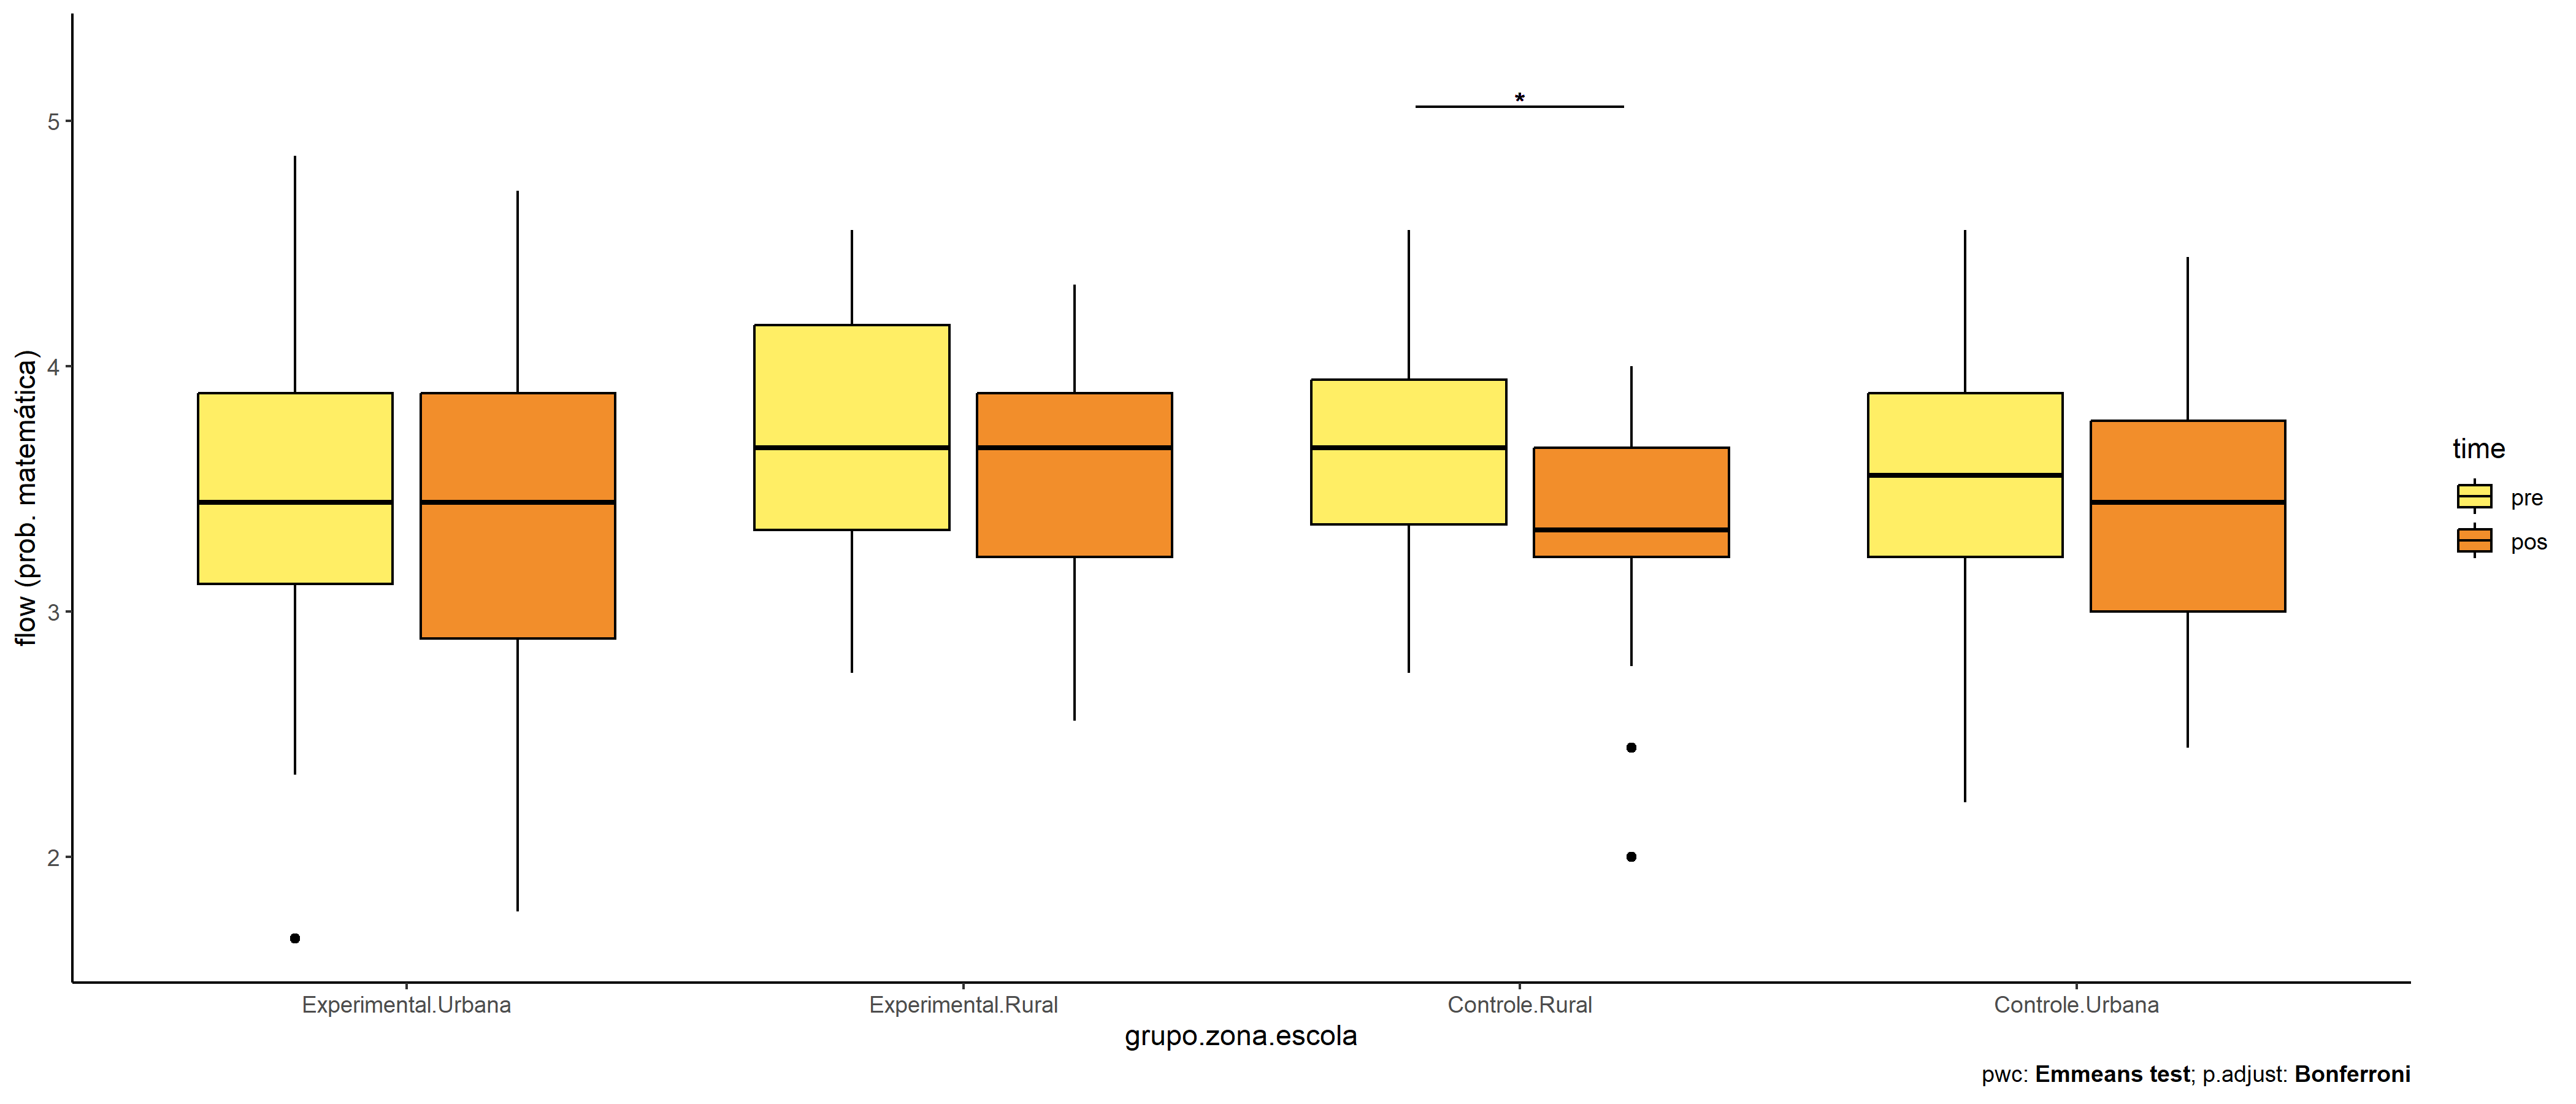 *
5
4
3
2
flow (prob. matemática)
time
pre
pos
Experimental.Urbana
Experimental.Rural
Controle.Rural
Controle.Urbana
grupo.zona.escola
pwc: Emmeans test; p.adjust: Bonferroni